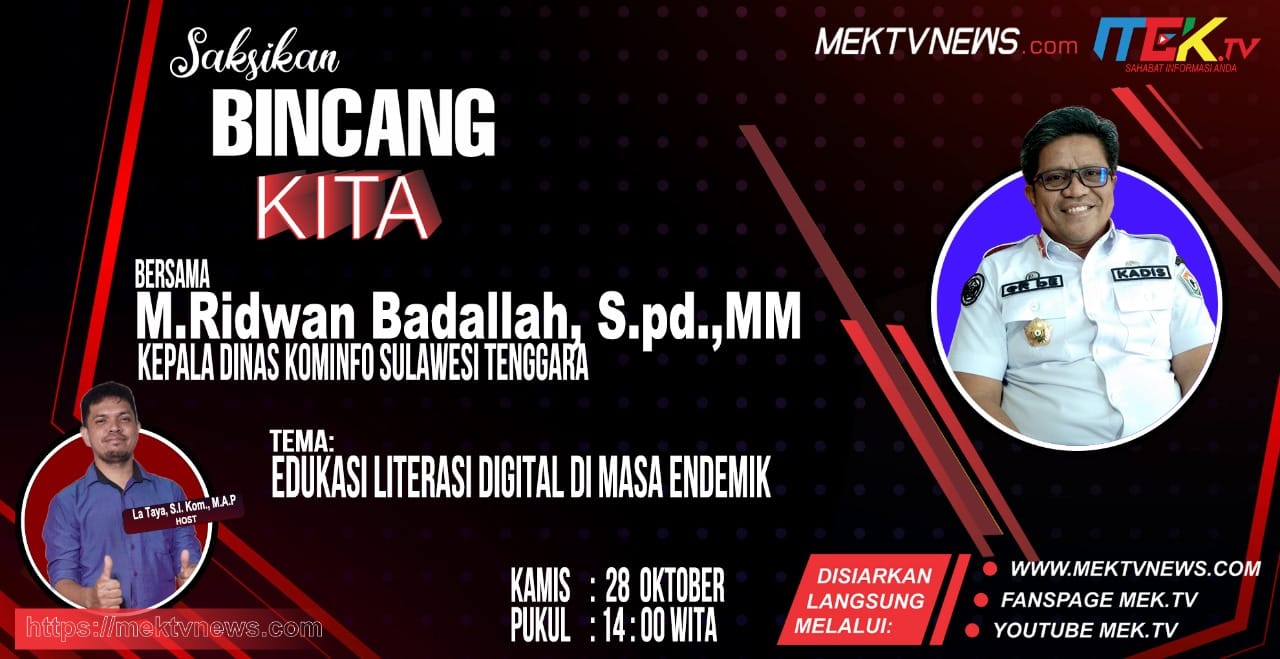 Saksikan
BINCANG
KITA
MEKTVNEWS.com
MEK.TV
SAHABAT INFORMASI ANDA
BERSAMA
M.Ridwan Badallah, S.pd.,MM
KEPALA DINAS KOMINFO SULAWESI TENGGARA
KADIS
TEMA:
EDUKASI LITERASI DIGITAL DI MASA ENDEMIK
La Taya, S.I. Kom., M.A.P
HOST
KAMIS : 28 OKTOBER
PUKUL : 14 : 00 WITA
DISIARKAN
LANGSUNG
MELALUI:
WWW.MEKTVNEWS.COM
FANSPAGE MEK.TV
YOUTUBE MEK.TV
https://mektvnews.com